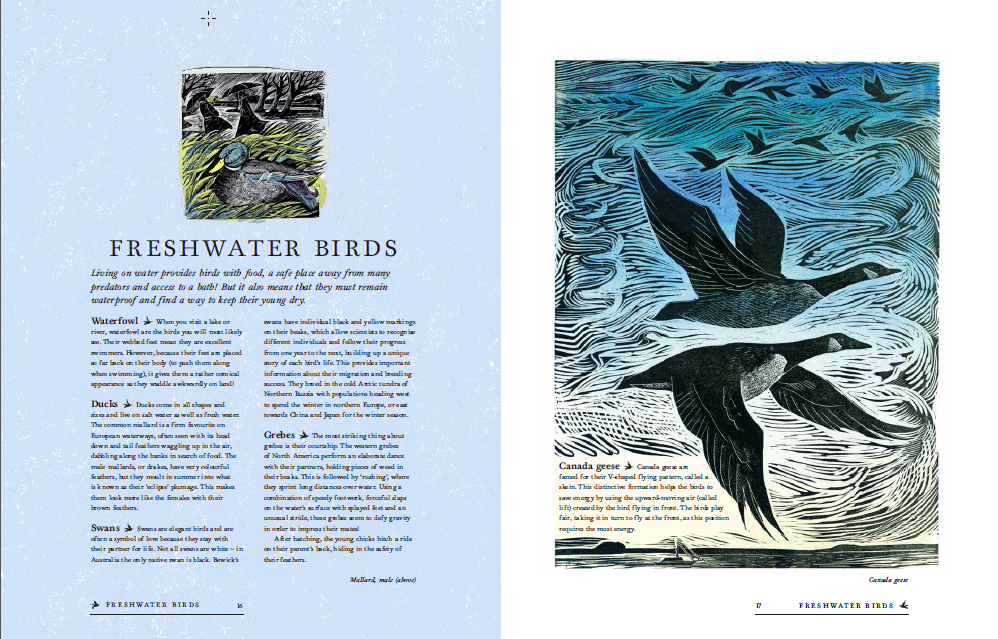 FRESHWATER BIRDS
Living on water provides birds with food, a safe place away from many
predators and access to a bath! But it also means that they must remain
waterproof and find a way to keep their young dry.
Waterfowl When you visit a lake or
river, waterfowl are the birds you will most likely
see. Their webbed feet mean they are excellent
swimmers. However, because their feet are placed
so far back on their body (to push them along
when swimming), it gives them a rather comical
appearance as they waddle awkwardly on land!
Ducks Ducks come in all shapes and
sizes and live on salt water as well as fresh water.
The common mallard is a firm favourite on
European waterways, often seen with its head
down and tail feathers waggling up in the air,
dabbling along the banks in search of food. The
male mallards, or drakes, have very colourful
feathers, but they moult in summer into what
is known as their 'eclipse' plumage. This makes
them look more like the females with their
brown feathers.
Swans Swans are elegant birds and are
often a symbol of love because they stay with
their partner for life. Not all swans are white – in
Australia the only native swan is black. Bewick's
swans have individual black and yellow markings
on their beaks, which allow scientists to recognise
different individuals and follow their progress
from one year to the next, building up a unique
story of each bird's life. This provides important
information about their migration and breeding
success. They breed in the cold Arctic tundra of
Northern Russia with populations heading west
to spend the winter in northern Europe, or east
towards China and Japan for the winter season.
Grebes The most striking thing about
grebes is their courtship. The western grebes
of North America perform an elaborate dance
with their partners, holding pieces of weed in
their beaks. This is followed by 'rushing', where
they sprint long distances over water. Using a
combination of speedy footwork, forceful slaps
on the water's surface with splayed feet and an
unusual stride, these grebes seem to defy gravity
in order to impress their mates!
After hatching, the young chicks hitch a ride
on their parent's back, hiding in the safety of
their feathers.
Mallard, male (above)
FRESHWATER BIRDS 16
Canada geese Canada geese are
famed for their V-shaped flying pattern, called a
skein. This distinctive formation helps the birds to
save energy by using the upward-moving air (called
lift) created by the bird flying in front. The birds play
fair, taking it in turn to fly at the front, as this position
requires the most energy.
Canada geese
17 FRESHWATER BIRDS